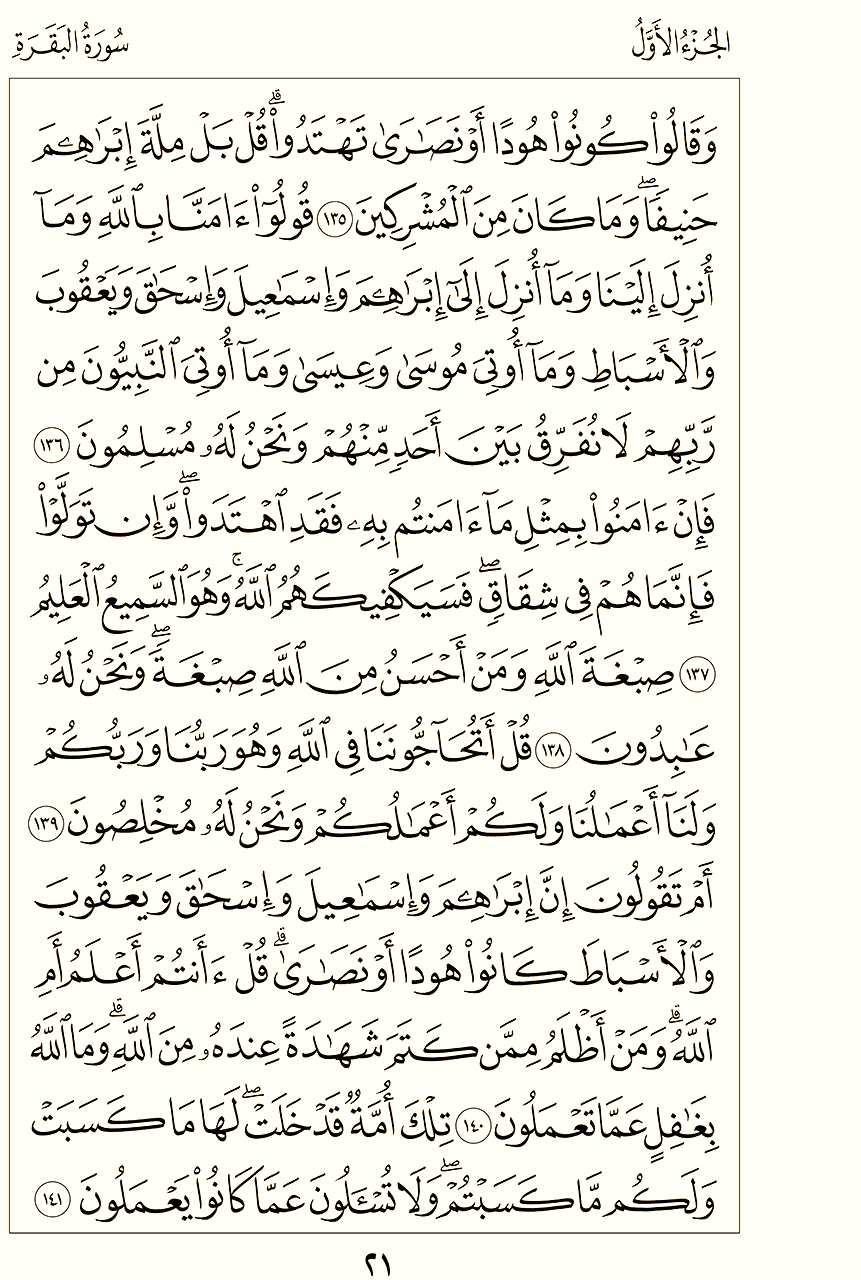 الجُزْءُ الأَوَّلُ
سُورَةُ البَقَرَةِ
وَقَالُوا۟ كُونُوا۟ هُودًا أَوْ نَصَٰرَىٰ تَهْتَدُوا۟ ۗ قُلْ بَلْ مِلَّةَ إِبْرَٰهِـۧمَ
حَنِيفًا ۖ وَمَا كَانَ مِنَ ٱلْمُشْرِكِينَ ١٣٥ قُولُوٓا۟ ءَامَنَّا بِٱللَّهِ وَمَآ
أُنزِلَ إِلَيْنَا وَمَآ أُنزِلَ إِلَىٰٓ إِبْرَٰهِـۧمَ وَإِسْمَٰعِيلَ وَإِسْحَٰقَ وَيَعْقُوبَ
وَٱلْأَسْبَاطِ وَمَآ أُوتِىَ مُوسَىٰ وَعِيسَىٰ وَمَآ أُوتِىَ ٱلنَّبِيُّونَ مِن
رَّبِّهِمْ لَا نُفَرِّقُ بَيْنَ أَحَدٍ مِّنْهُمْ وَنَحْنُ لَهُۥ مُسْلِمُونَ ١٣٦
فَإِنْ ءَامَنُوا۟ بِمِثْلِ مَآ ءَامَنتُم بِهِۦ فَقَدِ ٱهْتَدَوا۟ ۖ وَّإِن تَوَلَّوْا۟
فَإِنَّمَا هُمْ فِى شِقَاقٍ ۖ فَسَيَكْفِيكَهُمُ ٱللَّهُ ۚ وَهُوَ ٱلسَّمِيعُ ٱلْعَلِيمُ
١٣٧ صِبْغَةَ ٱللَّهِ وَمَنْ أَحْسَنُ مِنَ ٱللَّهِ صِبْغَةً ۖ وَنَحْنُ لَهُۥ
عَٰبِدُونَ ١٣٨ قُلْ أَتُحَآجُّونَنَا فِى ٱللَّهِ وَهُوَ رَبُّنَا وَرَبُّكُمْ
وَلَنَآ أَعْمَٰلُنَا وَلَكُمْ أَعْمَٰلُكُمْ وَنَحْنُ لَهُۥ مُخْلِصُونَ ١٣٩
أَمْ تَقُولُونَ إِنَّ إِبْرَٰهِـۧمَ وَإِسْمَٰعِيلَ وَإِسْحَٰقَ وَيَعْقُوبَ
وَٱلْأَسْبَاطَ كَانُوا۟ هُودًا أَوْ نَصَٰرَىٰ ۗ قُلْ ءَأَنتُمْ أَعْلَمُ أَمِ
ٱللَّهُ ۗ وَمَنْ أَظْلَمُ مِمَّن كَتَمَ شَهَٰدَةً عِندَهُۥ مِنَ ٱللَّهِ ۗ وَمَا ٱللَّهُ
بِغَٰفِلٍ عَمَّا تَعْمَلُونَ ١٤٠ تِلْكَ أُمَّةٌ قَدْ خَلَتْ ۖ لَهَا مَا كَسَبَتْ
وَلَكُم مَّا كَسَبْتُمْ ۖ وَلَا تُسْـَٔلُونَ عَمَّا كَانُوا۟ يَعْمَلُونَ ١٤١
٢١